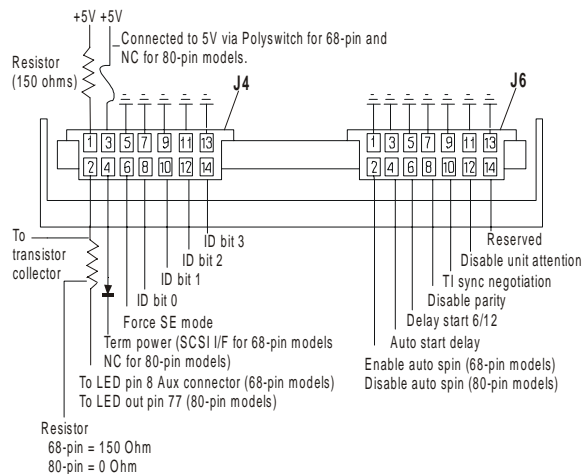 +5V +5V
Connected to 5V via Polyswitch for 68-pin and
NC for 80-pin models.
Resistor
(150 ohms)
J4
J6
1 3 5 7 9 11 13
2 4 6 8 10 12 14
1 3 5 7 9 11 13
2 4 6 8 10 12 14
To
transistor
collector
ID bit 3
ID bit 2
ID bit 1
ID bit 0
Force SE mode
Term power (SCSI I/F for 68-pin models
NC for 80-pin models)
To LED pin 8 Aux connector (68-pin models)
To LED out pin 77 (80-pin models)
Resistor
68-pin = 150 Ohm
80-pin = 0 Ohm
Reserved
Disable unit attention
TI sync negotiation
Disable parity
Delay start 6/12
Auto start delay
Enable auto spin (68-pin models)
Disable auto spin (80-pin models)